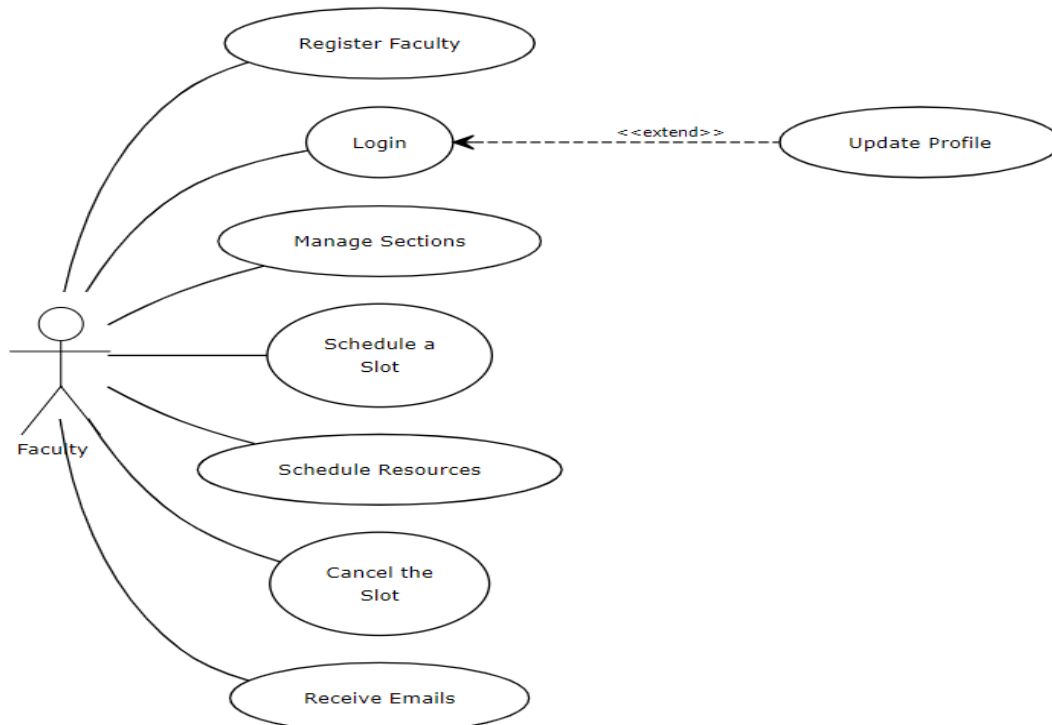 Register Faculty
Login
<<extend>>
Update Profile
Manage Sections
Schedule a
Slot
Faculty
Schedule Resources
Cancel the
Slot
Receive Emails